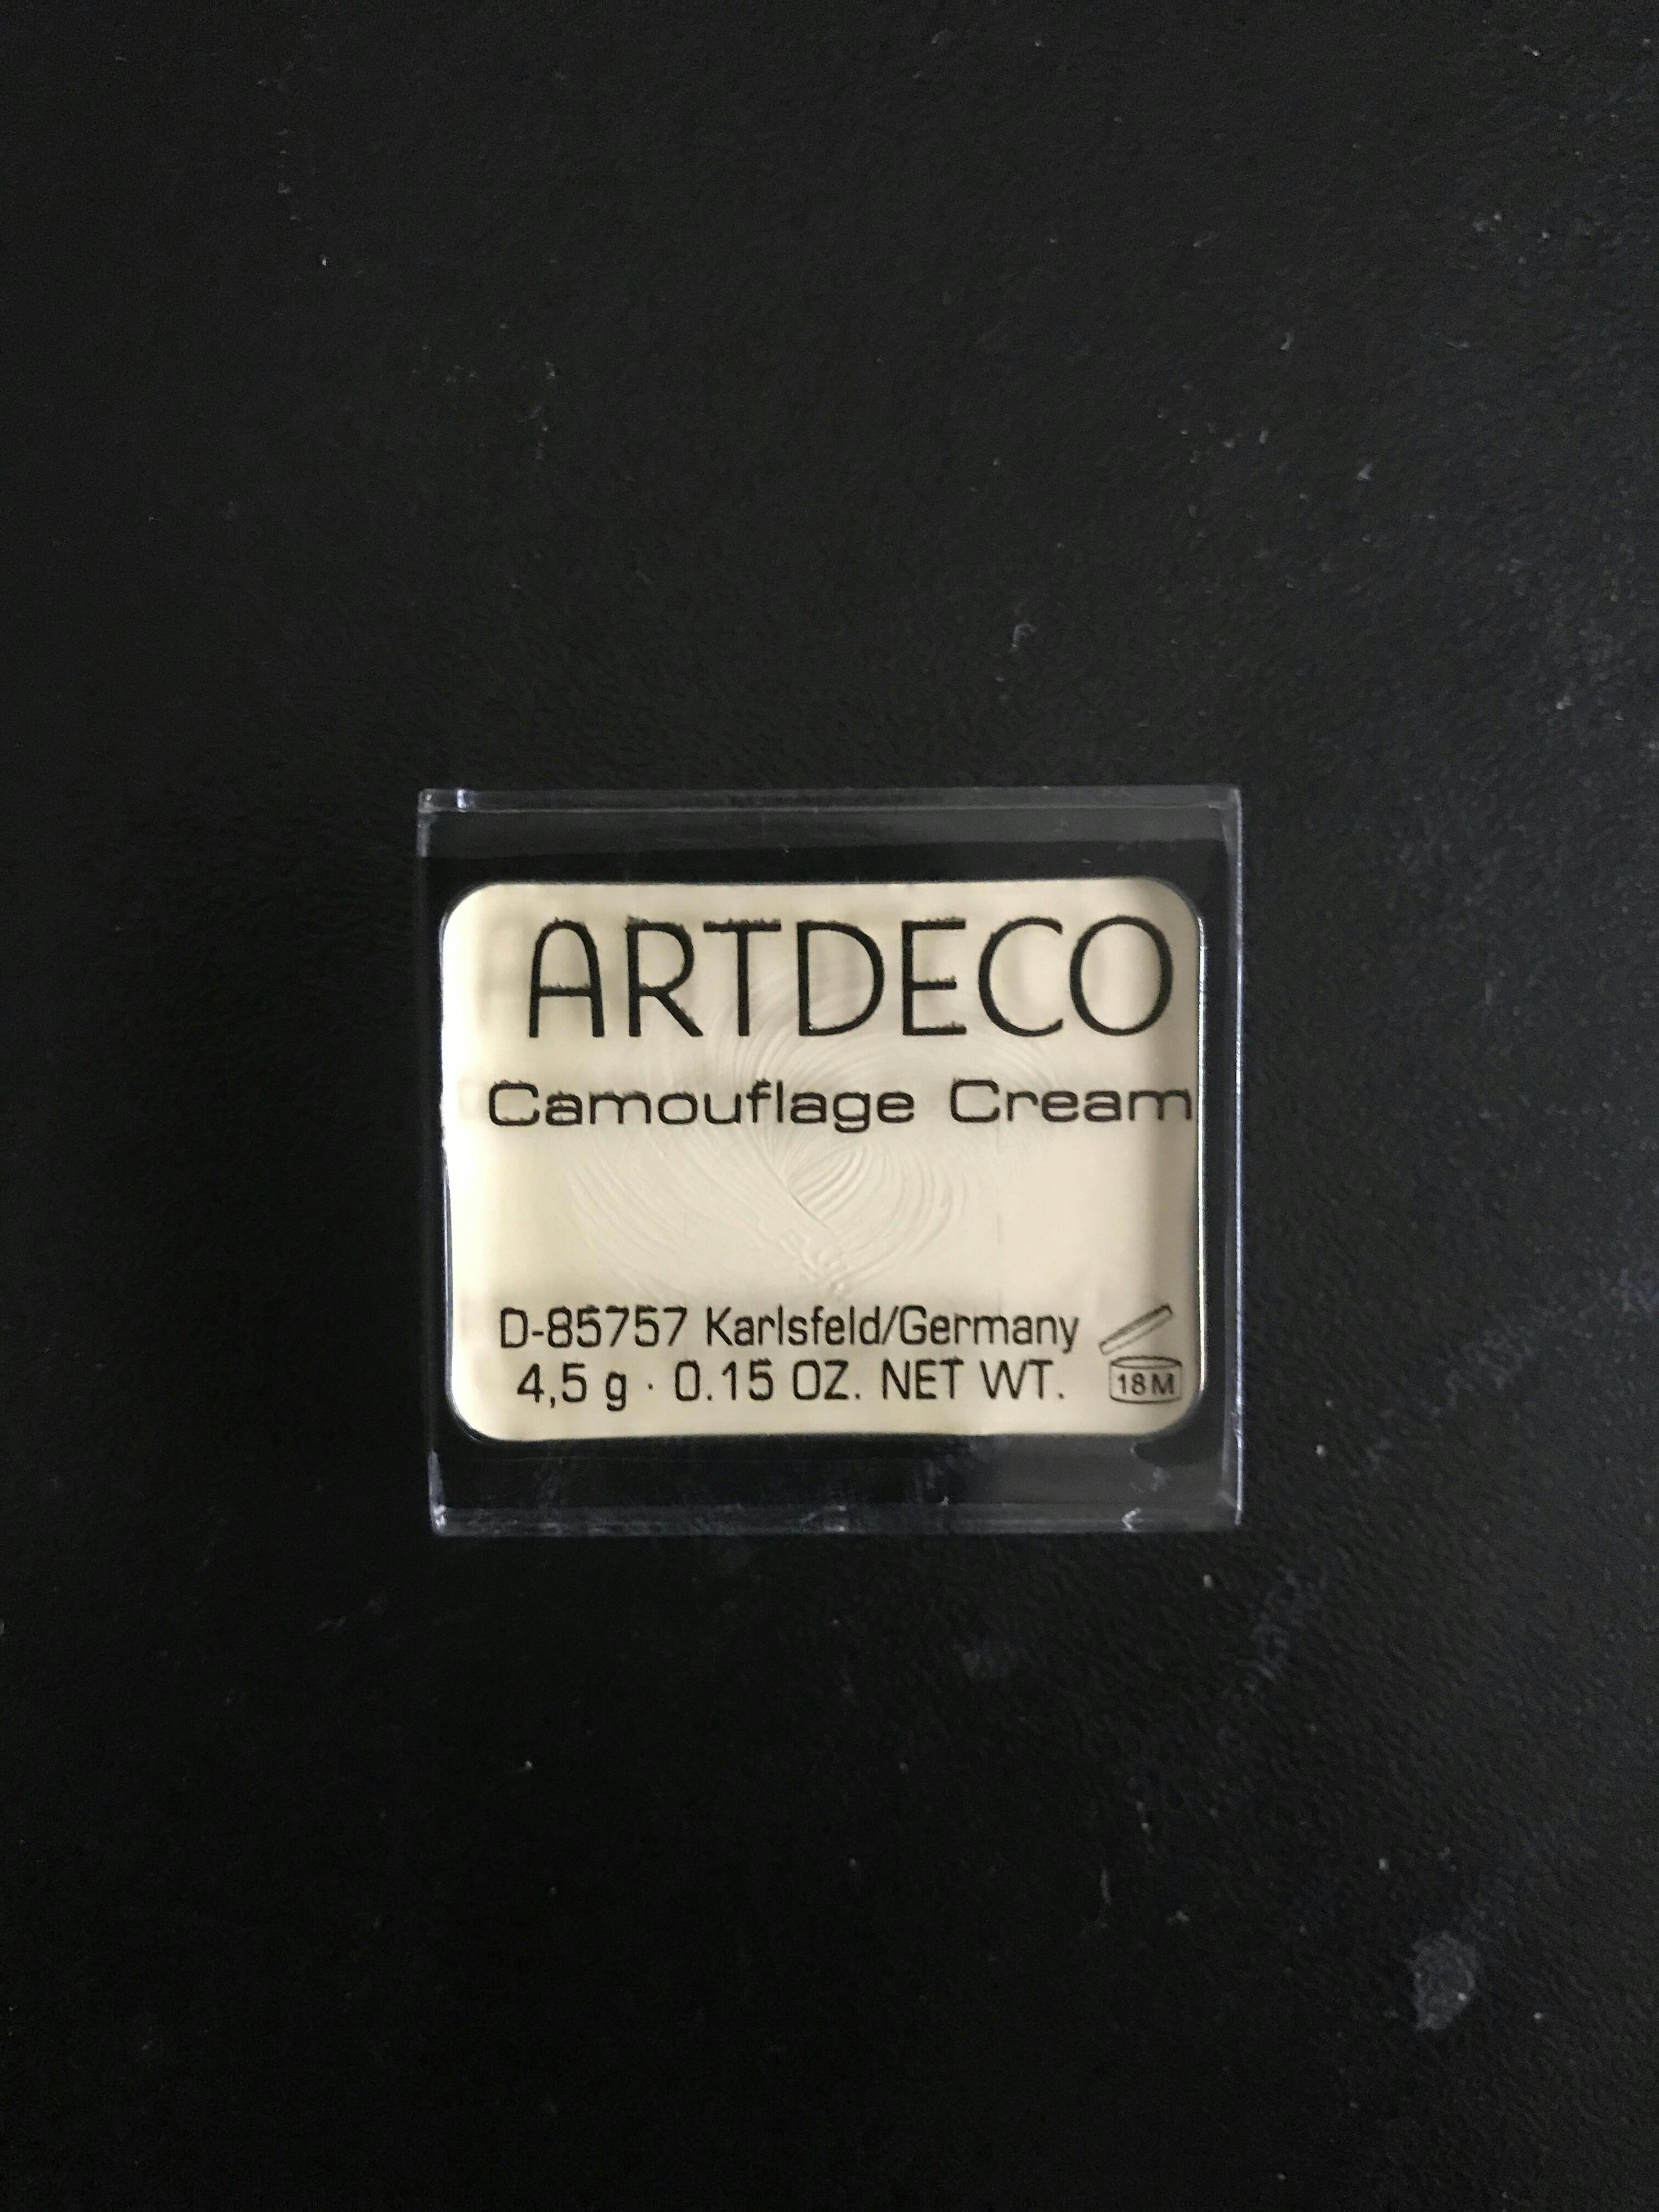 ARTDECO
Camouflage Cream
D-85757 Karlsfeld/Germany
4,5 g · 0.15 OZ. NET WT.
18M